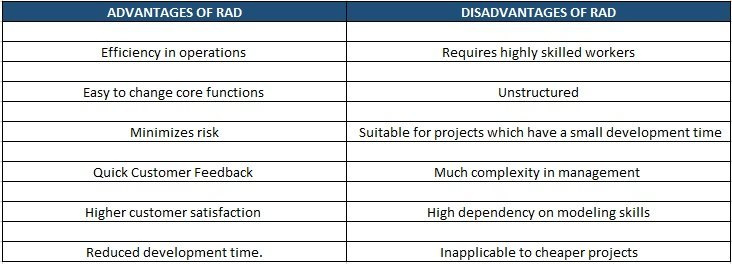 ADVANTAGES OF RAD DISADVANTAGES OF RAD
Efficiency in operations Requires highly skilled workers
Easy to change core functions Unstructured
Minimizes risk Suitable for projects which have a small development time
Quick Customer Feedback Much complexity in management
Higher customer satisfaction High dependency on modeling skills
Reduced development time. Inapplicable to cheaper projects